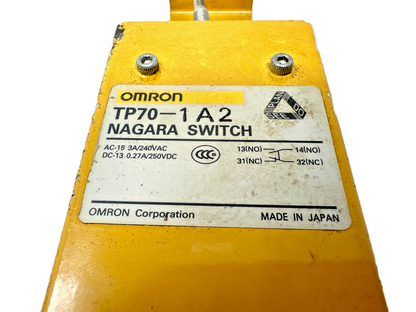 OMRON
TP70-1A2
NAGARA SWITCH
AC-15 3A/240VAC
DC-13 0.27A/250VDC
CCC
13(NO) 14(NO)
31(NC) 32(NC)
OMRON Corporation
MADE IN JAPAN